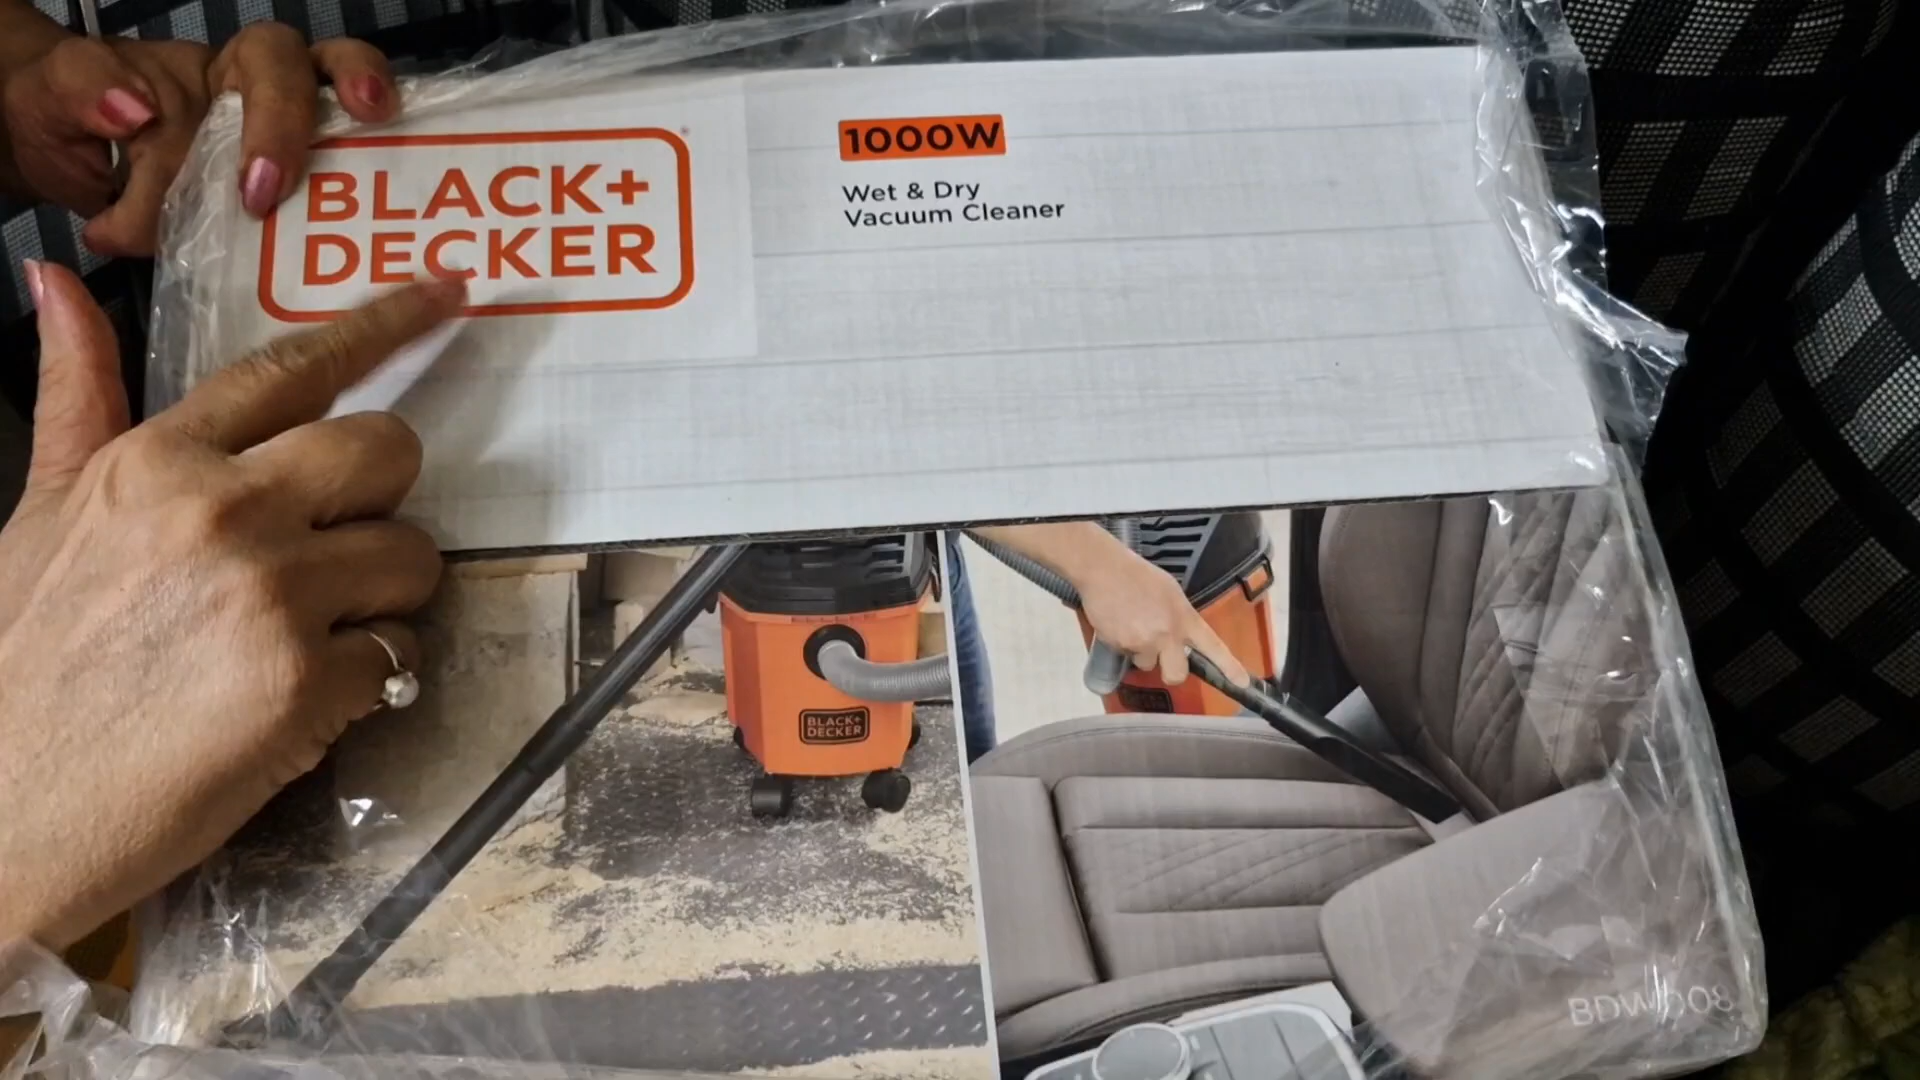 BLACK+
DECKER
1000W
Wet & Dry
Vacuum Cleaner
BLACK+
DECKER